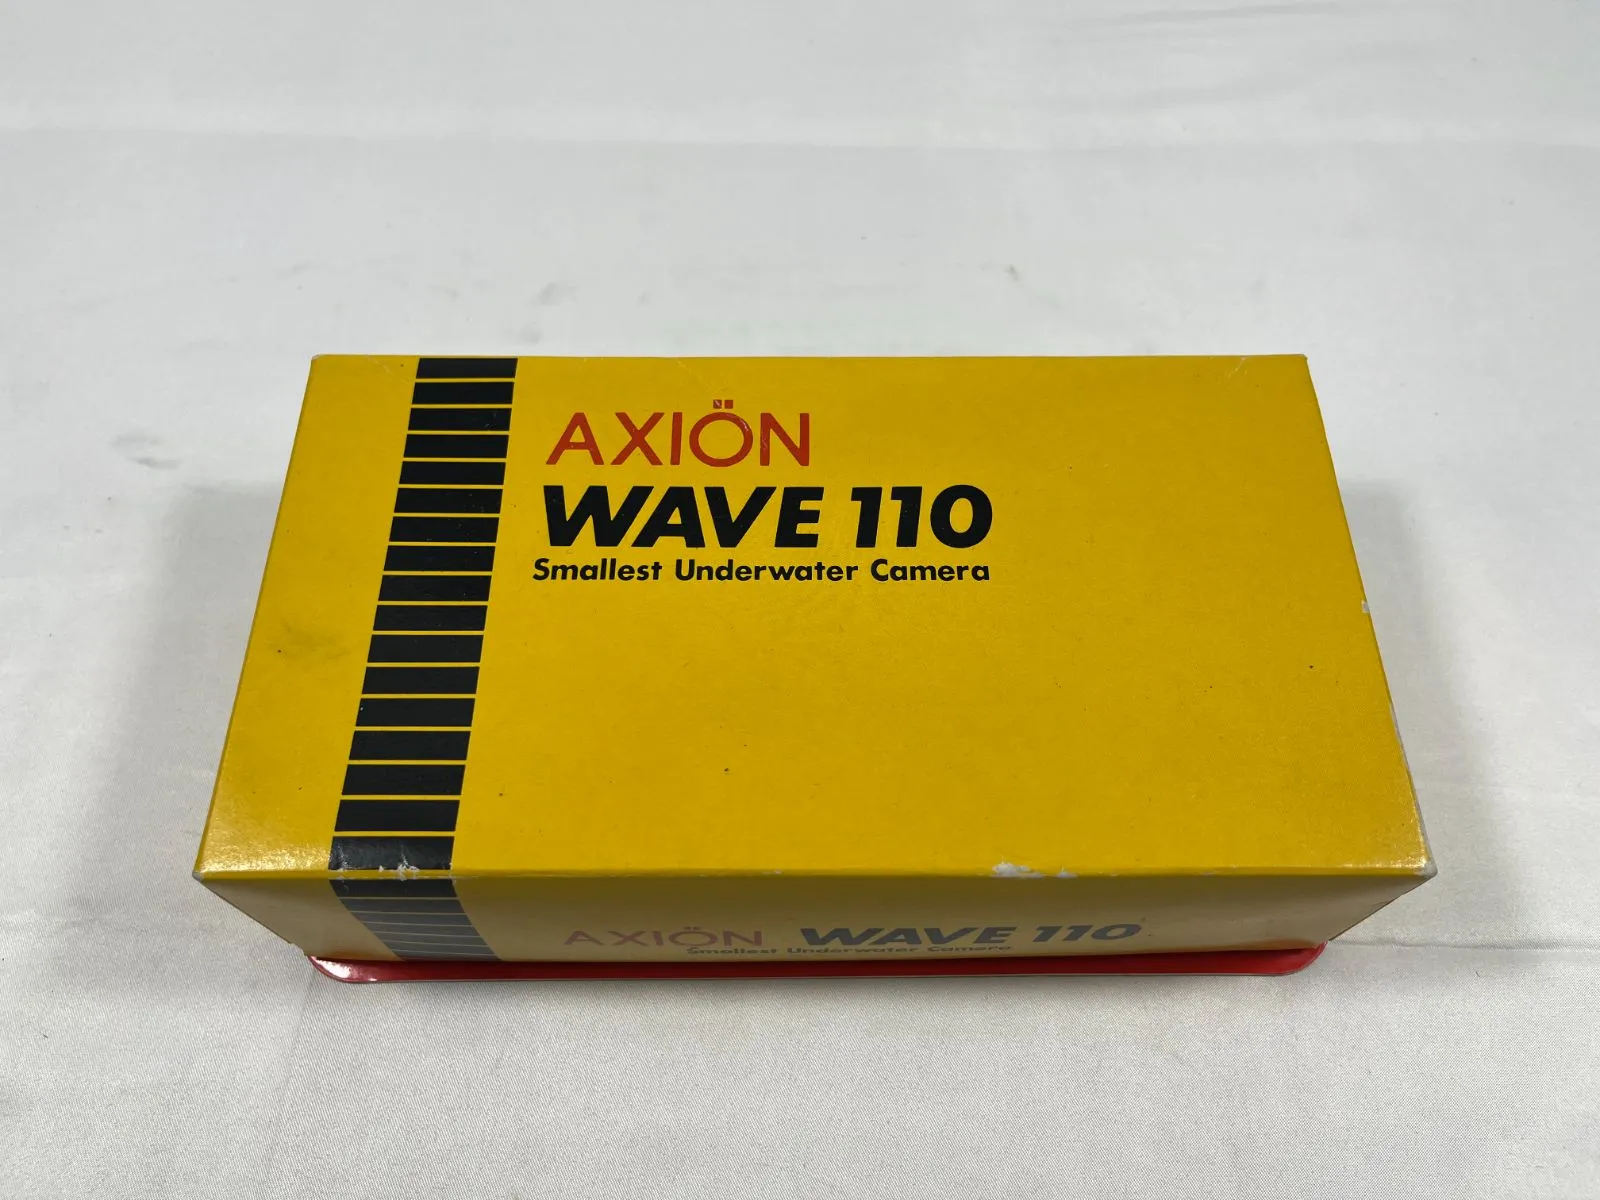 AXIÖN
WAVE 110
Smallest Underwater Camera
AXIÖN WAVE 110
Smallest Underwater Camera